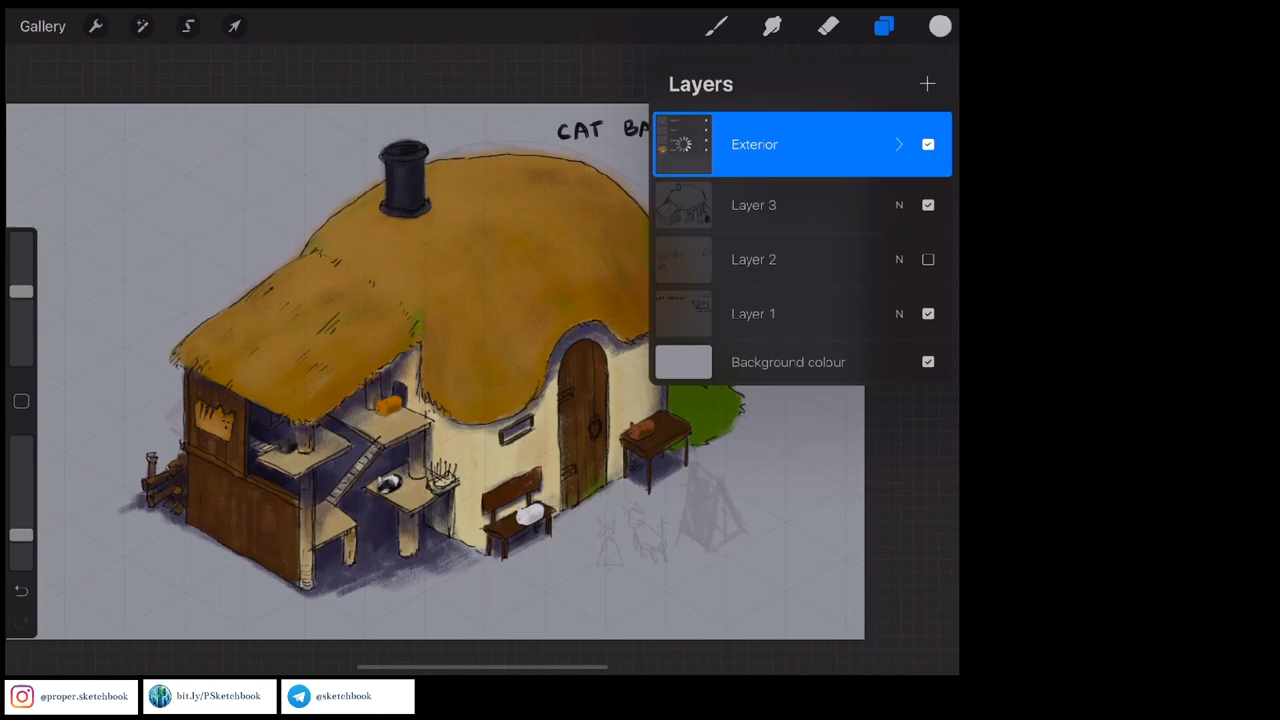 Gallery
Layers
CAT BA
Exterior
Layer 3
N
Layer 2
N
Layer 1
N
Background colour
@proper.sketchbook
bit.ly/PSketchbook
@sketchbook